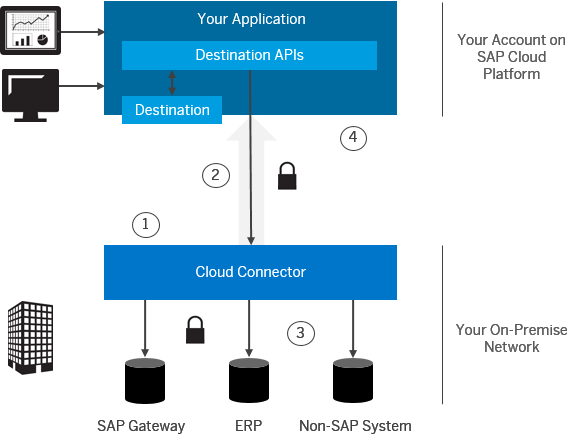 Your Application
Destination APIs
Destination
Your Account on
SAP Cloud
Platform
4
2
1
Cloud Connector
3
Your On-Premise
Network
SAP Gateway
ERP
Non-SAP System